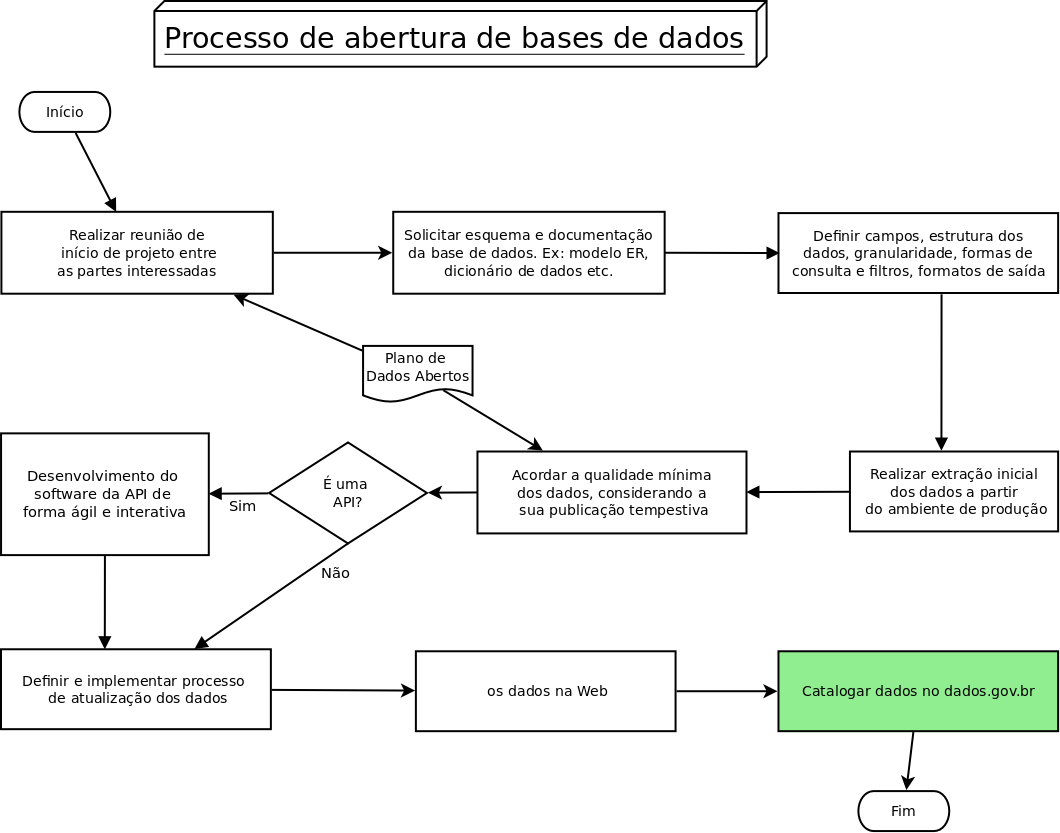 Processo de abertura de bases de dados
Início
Realizar reunião de
início de projeto entre
as partes interessadas
Solicitar esquema e documentação
da base de dados. Ex: modelo ER,
dicionário de dados etc.
Definir campos, estrutura dos
dados, granularidade, formas de
consulta e filtros, formatos de saída
Plano de
Dados Abertos
Desenvolvimento do
software da API de
forma ágil e interativa
Sim
É uma
API?
Não
Acordar a qualidade mínima
dos dados, considerando a
sua publicação tempestiva
Realizar extração inicial
dos dados a partir
do ambiente de produção
Definir e implementar processo
de atualização dos dados
os dados na Web
Catalogar dados no dados.gov.br
Fim